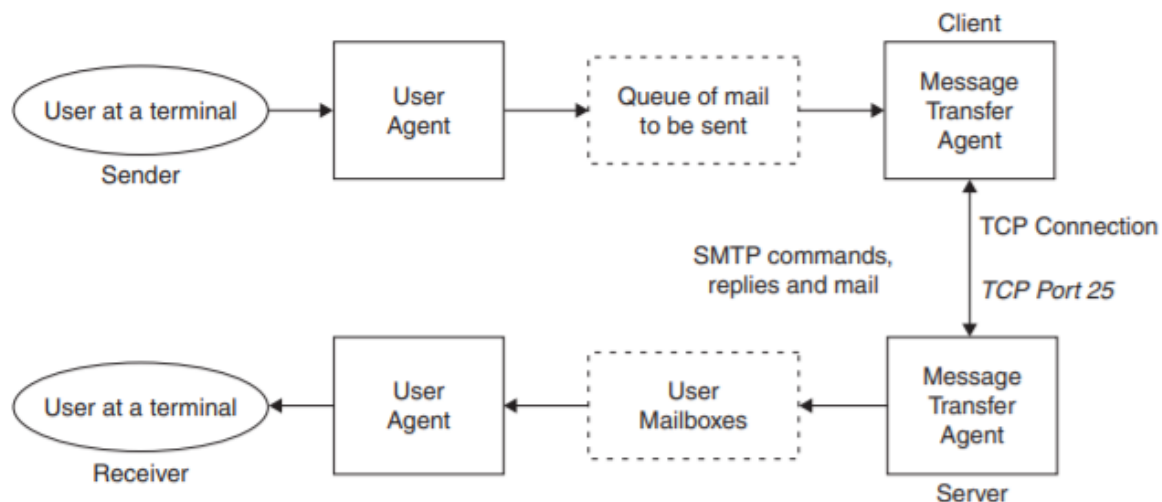 Client
User at a terminal
Sender
User
Agent
Queue of mail
to be sent
Message
Transfer
Agent
SMTP commands,
replies and mail
TCP Connection
TCP Port 25
User at a terminal
Receiver
User
Agent
User
Mailboxes
Message
Transfer
Agent
Server